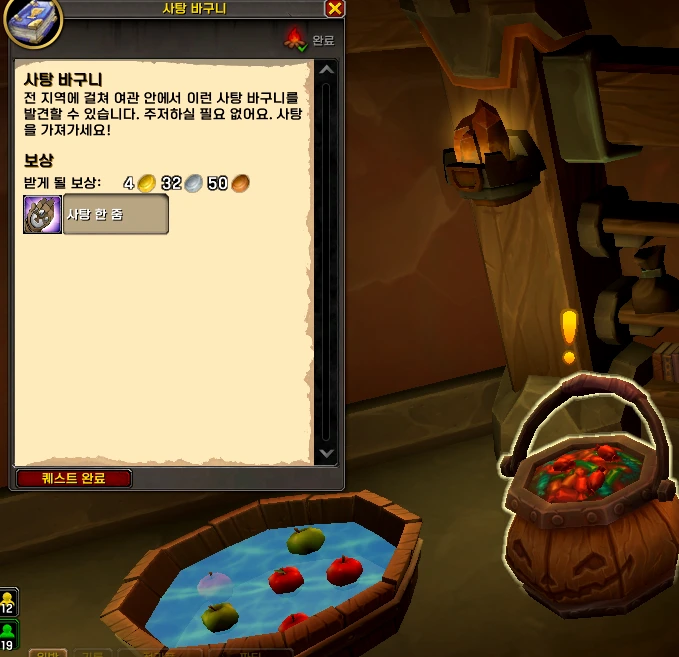 사탕 바구니
완료
사탕 바구니
전 지역에 걸쳐 여관 안에서 이런 사탕 바구니를
발견할 수 있습니다. 주저하실 필요 없어요. 사탕
을 가져가세요!
보상
받게 될 보상: 4 32 50
사탕 한 줌
퀘스트 완료
12
19
일반